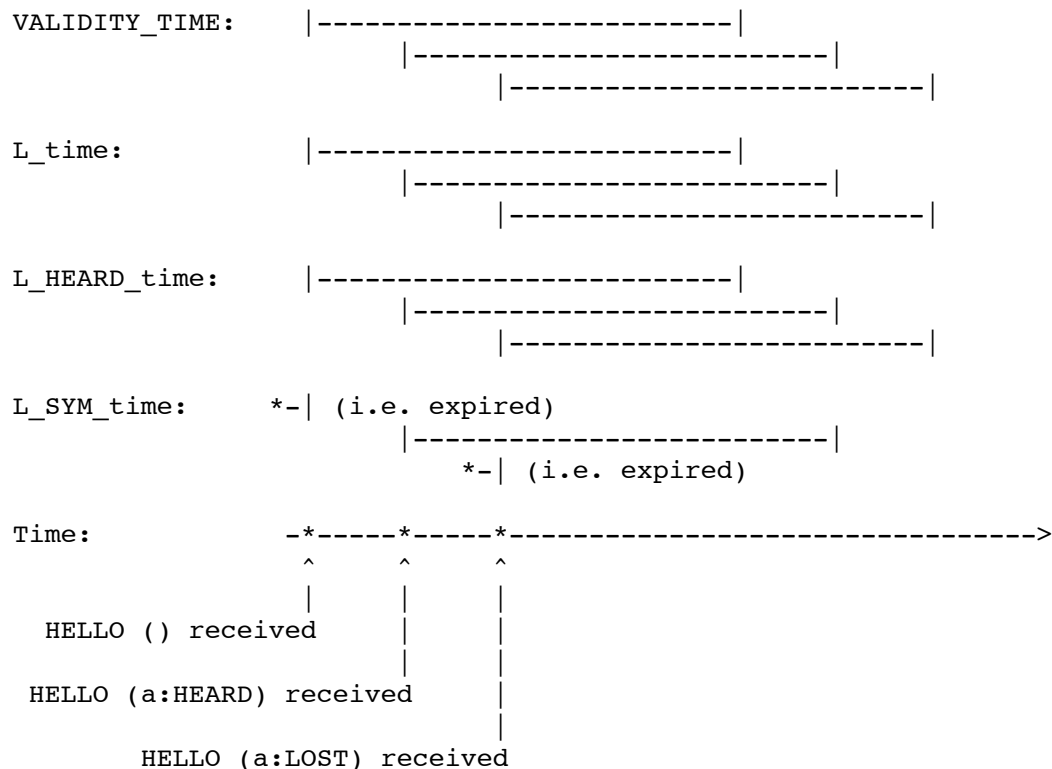 VALIDITY_TIME:     |--------------------------|
                         |--------------------------|
                               |--------------------------|
L_time:            |--------------------------|
                         |--------------------------|
                               |--------------------------|
L_HEARD_time:      |--------------------------|
                         |--------------------------|
                               |--------------------------|
L_SYM_time:      *-| (i.e. expired)
                         |--------------------------|
                             *-| (i.e. expired)
Time:             -*-----*-----*--------------------------------->
                   ^     ^     ^
                   |     |     |
  HELLO () received      |     |
                         |     |
 HELLO (a:HEARD) received      |
                               |
        HELLO (a:LOST) received